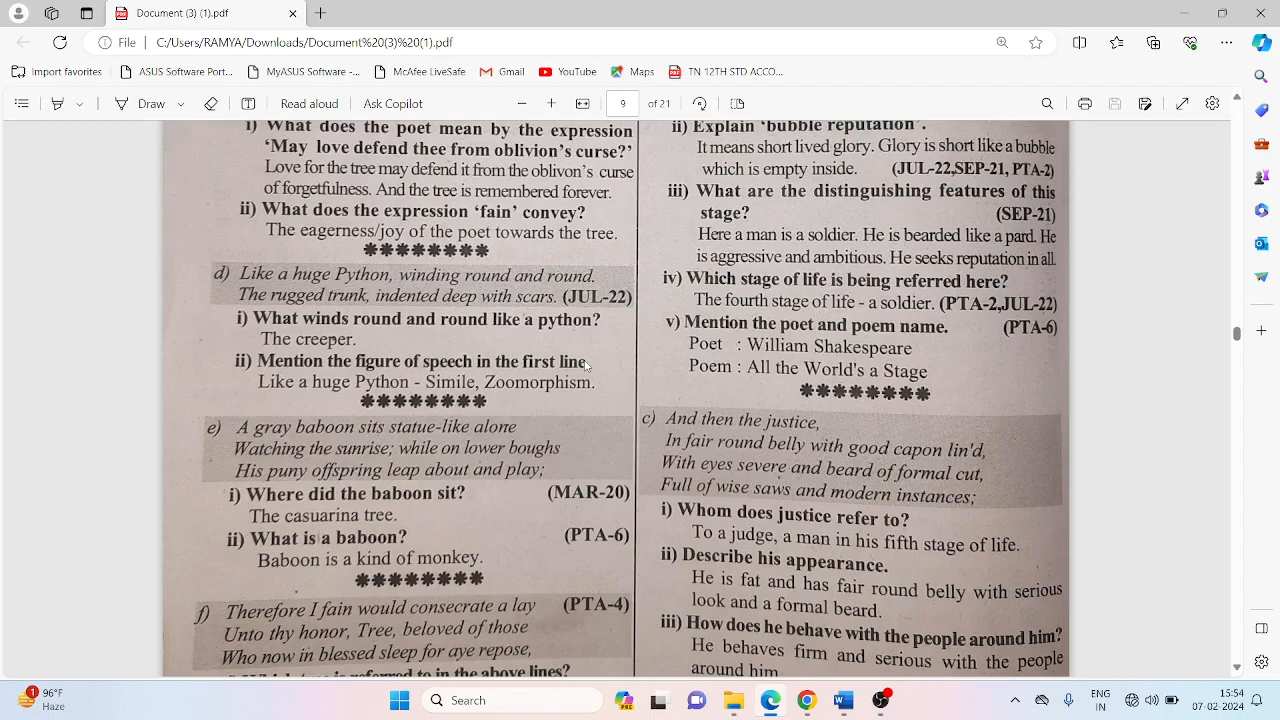 [PDF] Document (3) (1).pdf
File
C:/Users/RAMYA/Downloads/Document%20(3)%20(1).pdf
Import favorites
ASUS Software Port...
MyASUS Software -...
McAfee LiveSafe
Gmail
YouTube
Maps
TN 12TH STD ACCO...
Draw
Read aloud
Ask Copilot
9
of 21
i) What does the poet mean by the expression
‘May love defend thee from oblivion’s curse?’
Love for the tree may defend it from the oblivon's curse
of forgetfulness. And the tree is remembered forever.
ii) What does the expression ‘fain’ convey?
The eagerness/joy of the poet towards the tree.
********
d) Like a huge Python, winding round and round.
The rugged trunk, indented deep with scars. (JUL-22)
i) What winds round and round like a python?
The creeper.
ii) Mention the figure of speech in the first line
Like a huge Python - Simile, Zoomorphism.
********
e) A gray baboon sits statue-like alone
Watching the sunrise; while on lower boughs
His puny offspring leap about and play;
i) Where did the baboon sit? (MAR-20)
The casuarina tree.
ii) What is a baboon? (PTA-6)
Baboon is a kind of monkey.
********
f) Therefore I fain would consecrate a lay (PTA-4)
Unto thy honor, Tree, beloved of those
Who now in blessed sleep for aye repose,
i) Which tree is referred to in the above lines?
ii) Explain ‘bubble reputation’.
It means short lived glory. Glory is short like a bubble
which is empty inside. (JUL-22,SEP-21, PTA-2)
iii) What are the distinguishing features of this
stage? (SEP-21)
Here a man is a soldier. He is bearded like a pard. He
is aggressive and ambitious. He seeks reputation in all.
iv) Which stage of life is being referred here?
The fourth stage of life - a soldier. (PTA-2,JUL-22)
v) Mention the poet and poem name. (PTA-6)
Poet : William Shakespeare
Poem : All the World's a Stage
********
c) And then the justice,
In fair round belly with good capon lin'd,
With eyes severe and beard of formal cut,
Full of wise saws and modern instances;
i) Whom does justice refer to?
To a judge, a man in his fifth stage of life.
ii) Describe his appearance.
He is fat and has fair round belly with serious
look and a formal beard.
iii) How does he behave with the people around him?
He behaves firm and serious with the people
around him
1
96°F
Haze
Search
ENG
IN
15:54
07-02-2024